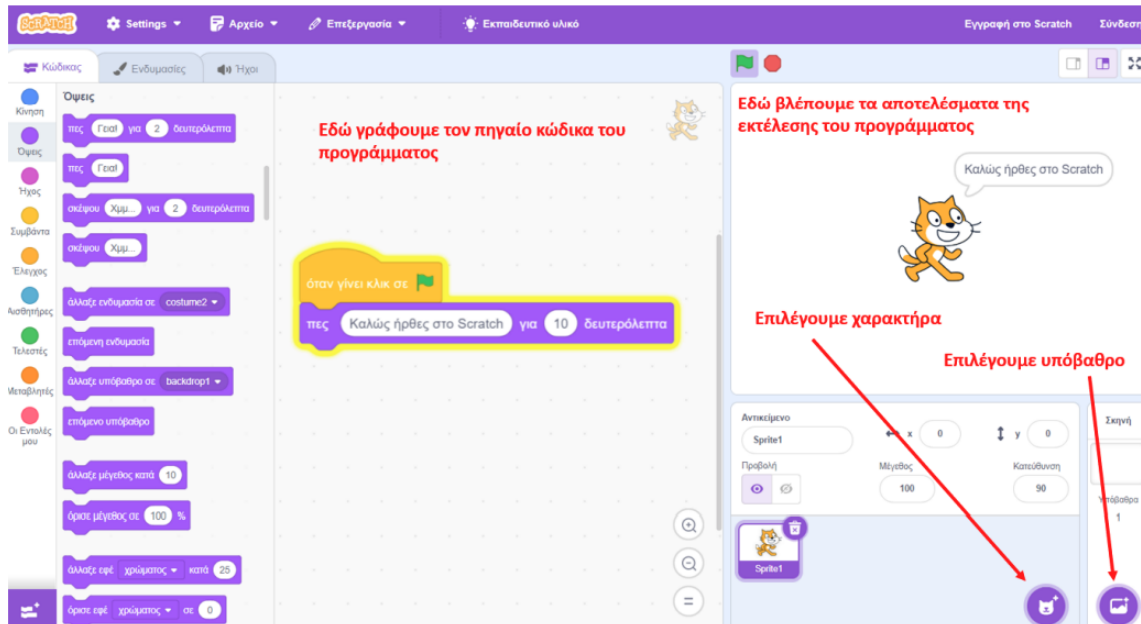 SCRATCH
Settings
Αρχείο
Επεξεργασία
Εκπαιδευτικό υλικό
Εγγραφή στο Scratch
Σύνδεση
Κώδικας
Ενδυμασίες
Ήχοι
Κίνηση
Όψεις
Ήχος
Συμβάντα
Έλεγχος
Αισθητήρες
Τελεστές
Μεταβλητές
Οι Εντολές
μου
Όψεις
πες Γεια! για 2 δευτερόλεπτα
πες Γεια!
σκέψου Χμμ... για 2 δευτερόλεπτα
σκέψου Χμμ...
άλλαξε ενδυμασία σε costume2
επόμενη ενδυμασία
άλλαξε υπόβαθρο σε backdrop1
επόμενο υπόβαθρο
άλλαξε μέγεθος κατά 10
όρισε μέγεθος σε 100 %
άλλαξε εφέ χρώματος κατά 25
όρισε εφέ χρώματος σε 0
Εδώ γράφουμε τον πηγαίο κώδικα του
προγράμματος
όταν γίνει κλικ σε
πες Καλώς ήρθες στο Scratch για 10 δευτερόλεπτα
Εδώ βλέπουμε τα αποτελέσματα της
εκτέλεσης του προγράμματος
Καλώς ήρθες στο Scratch
Επιλέγουμε χαρακτήρα
Επιλέγουμε υπόβαθρο
Αντικείμενο
Sprite1
x 0
y 0
Προβολή
Μέγεθος
100
Κατεύθυνση
90
Sprite1
Σκηνή
Υπόβαθρα
1